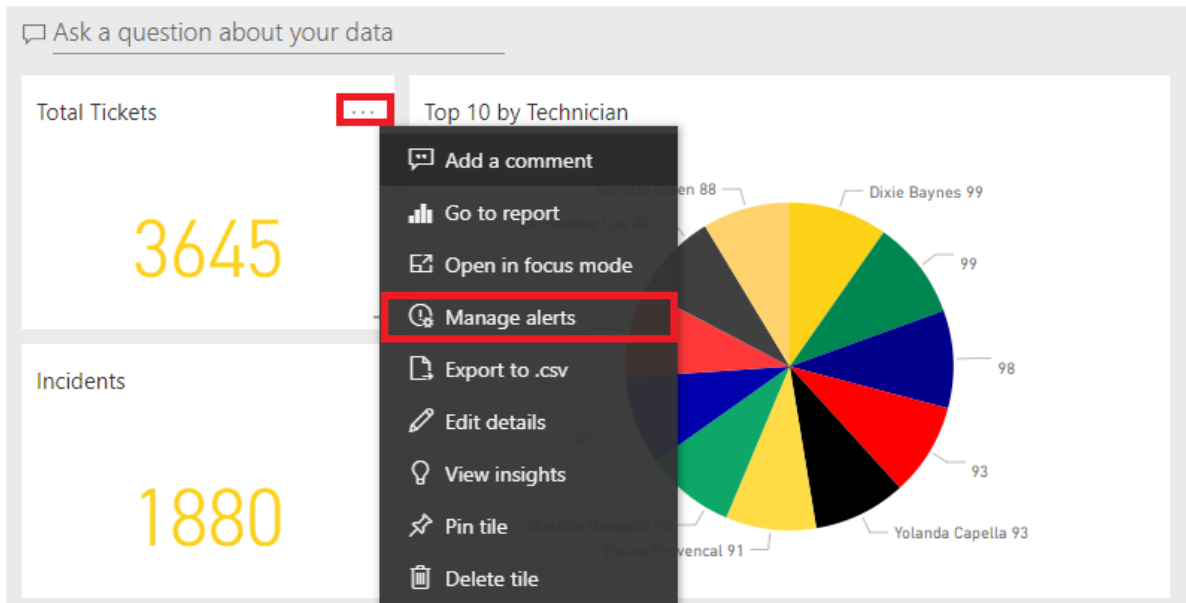 Ask a question about your data
Total Tickets
...
3645
Incidents
1880
Top 10 by Technician
Add a comment
Go to report
Open in focus mode
Manage alerts
Export to .csv
Edit details
View insights
Pin tile
Delete tile
en 88
Dixie Baynes 99
99
98
93
Yolanda Capella 93
Elaine Provencal 91
89